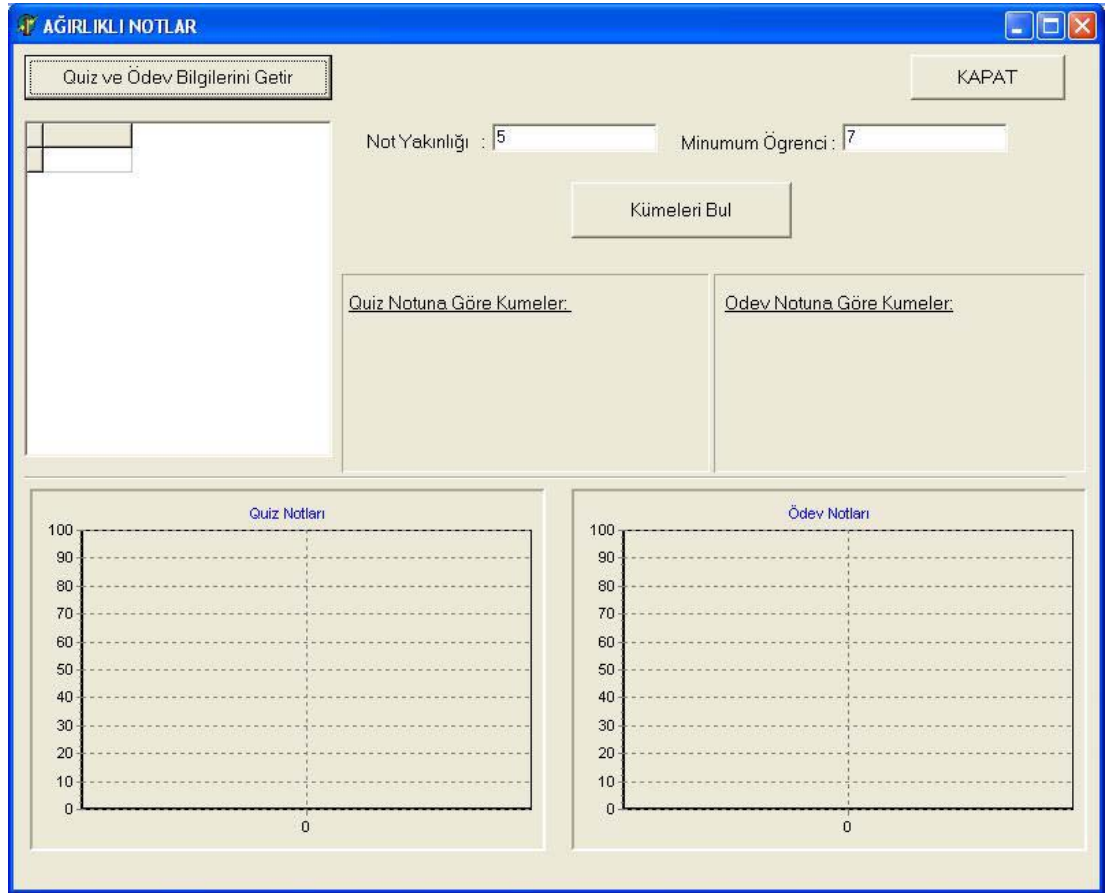 AĞIRLIKLI NOTLAR
Quiz ve Ödev Bilgilerini Getir
KAPAT
Not Yakınlığı : 5
Minumum Ögrenci : 7
Kümeleri Bul
Quiz Notuna Göre Kumeler:
Odev Notuna Göre Kumeler:
Quiz Notları
100
90
80
70
60
50
40
30
20
10
0
0
Ödev Notları
100
90
80
70
60
50
40
30
20
10
0
0